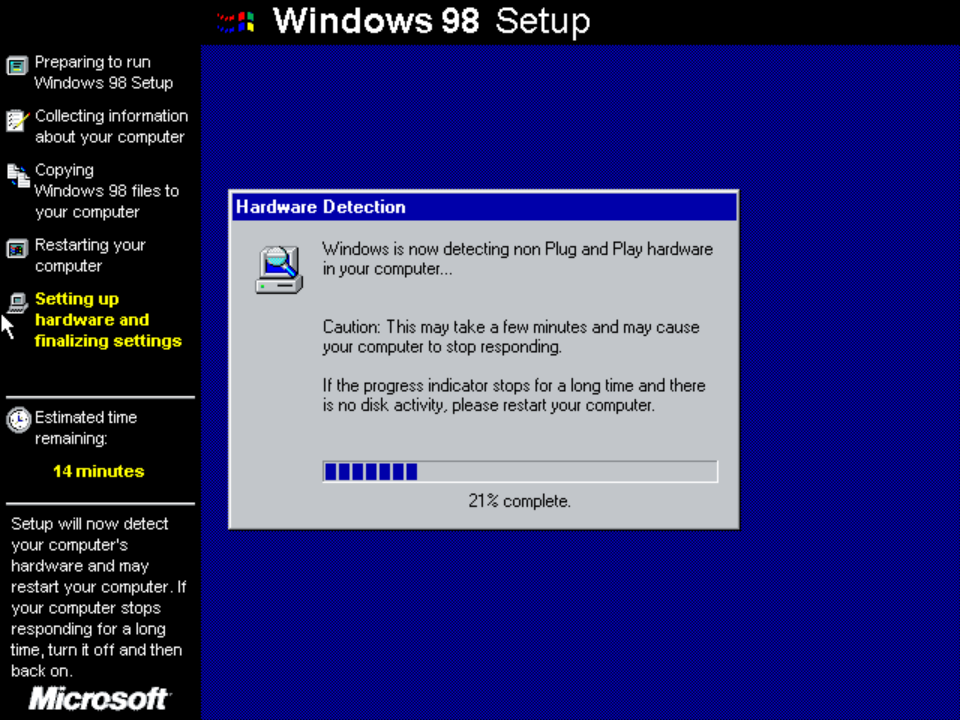 Windows 98 Setup
Preparing to run
Windows 98 Setup
Collecting information
about your computer
Copying
Windows 98 files to
your computer
Restarting your
computer
Setting up
hardware and
finalizing settings
Estimated time
remaining:
14 minutes
Setup will now detect
your computer's
hardware and may
restart your computer. If
your computer stops
responding for a long
time, turn it off and then
back on.
Microsoft
Hardware Detection
Windows is now detecting non Plug and Play hardware
in your computer...
Caution: This may take a few minutes and may cause
your computer to stop responding.
If the progress indicator stops for a long time and there
is no disk activity, please restart your computer.
21% complete.